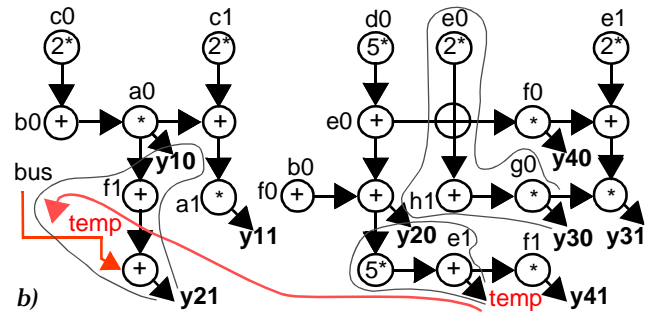 c0 c1 d0 e0 e1
2* 2* 5* 2* 2*
a0 f0
b0 + * + e0 + * +
y10 y40
bus f1 b0 g0
+ * a1 f0 + + h1 + * *
temp y11 y20 y30 y31
e1 f1
+ 5* + *
b) y21 temp y41